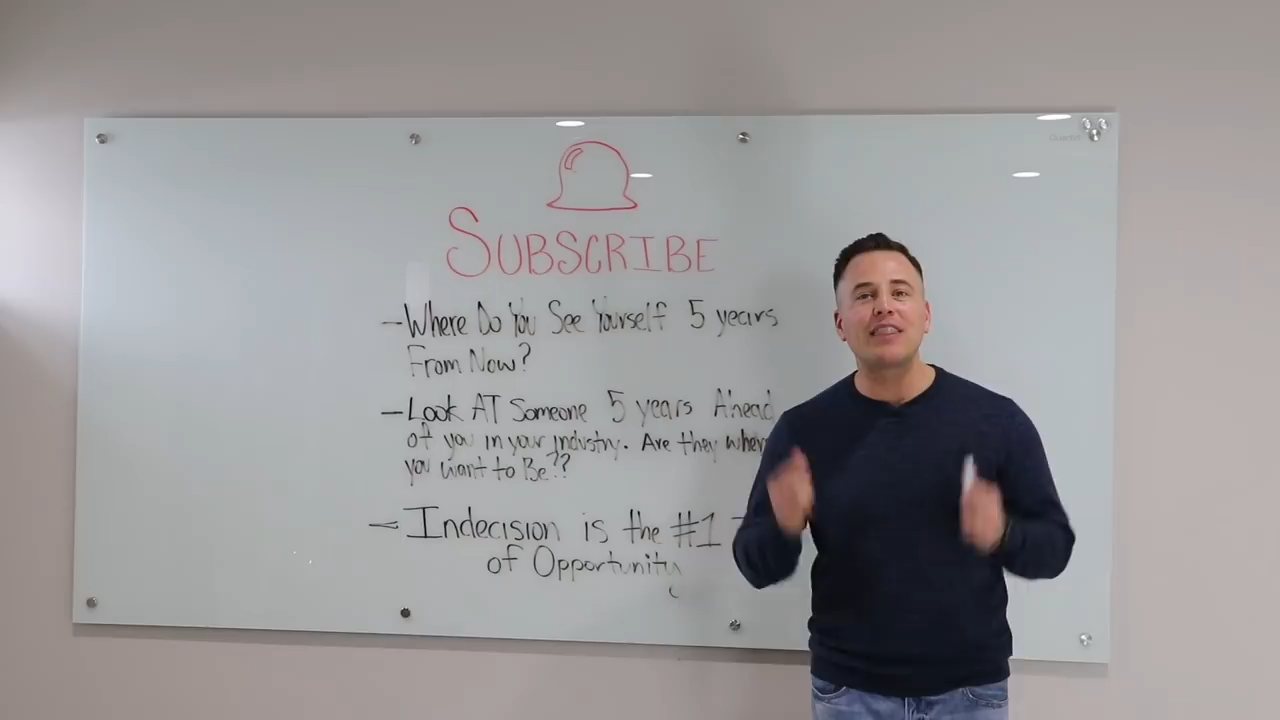 SUBSCRIBE
- Where Do You See Yourself 5 years
From Now?
- Look AT Someone 5 years Ahead
of you in your industry. Are they where
you want to Be??
- Indecision is the #1
of Opportunity